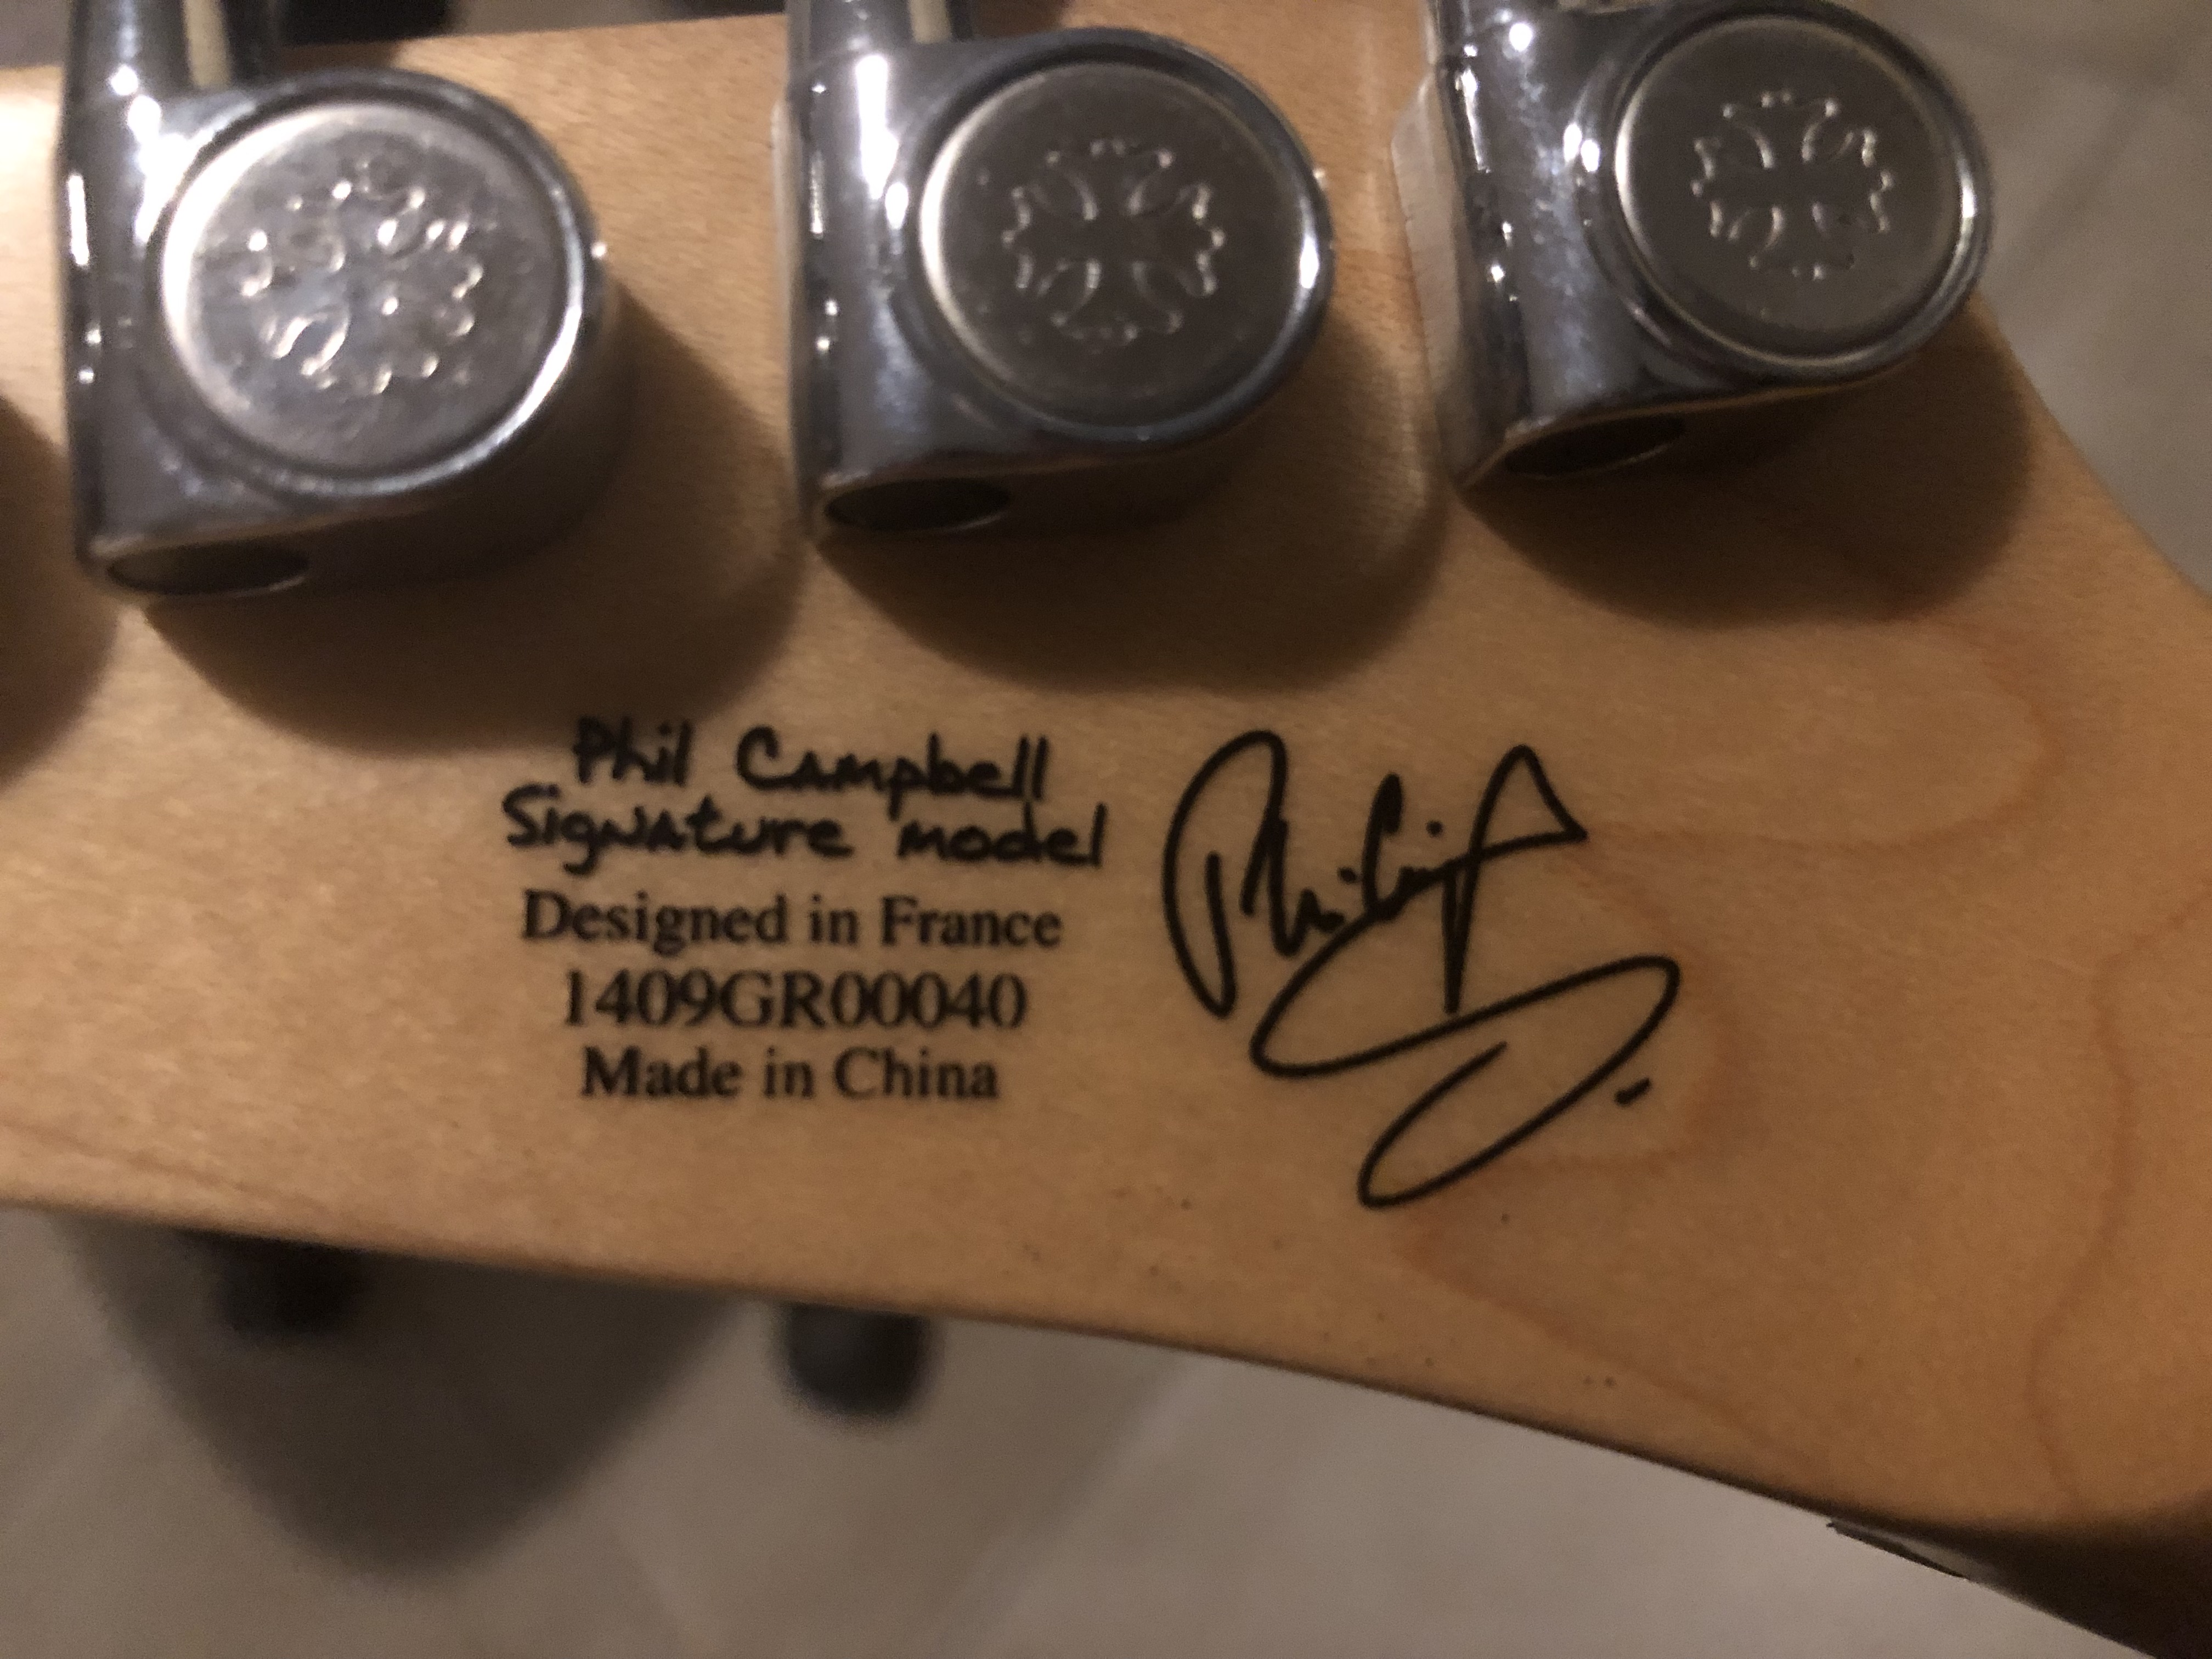 Phil Campbell
Signature model
Designed in France
1409GR00040
Made in China